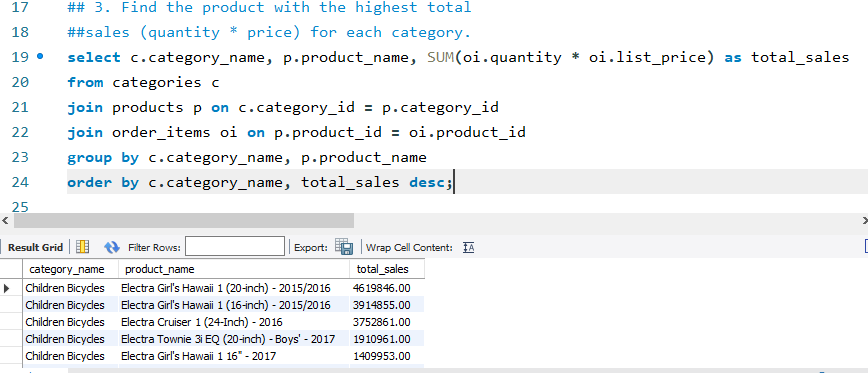 17 ## 3. Find the product with the highest total
18 ##sales (quantity * price) for each category.
19 select c.category_name, p.product_name, SUM(oi.quantity * oi.list_price) as total_sales
20 from categories c
21 join products p on c.category_id = p.category_id
22 join order_items oi on p.product_id = oi.product_id
23 group by c.category_name, p.product_name
24 order by c.category_name, total_sales desc;
25
Result Grid Filter Rows: Export: Wrap Cell Content:
category_name product_name total_sales
Children Bicycles Electra Girl's Hawaii 1 (20-inch) - 2015/2016 4619846.00
Children Bicycles Electra Girl's Hawaii 1 (16-inch) - 2015/2016 3914855.00
Children Bicycles Electra Cruiser 1 (24-Inch) - 2016 3752861.00
Children Bicycles Electra Townie 3i EQ (20-inch) - Boys' - 2017 1910961.00
Children Bicycles Electra Girl's Hawaii 1 16" - 2017 1409953.00